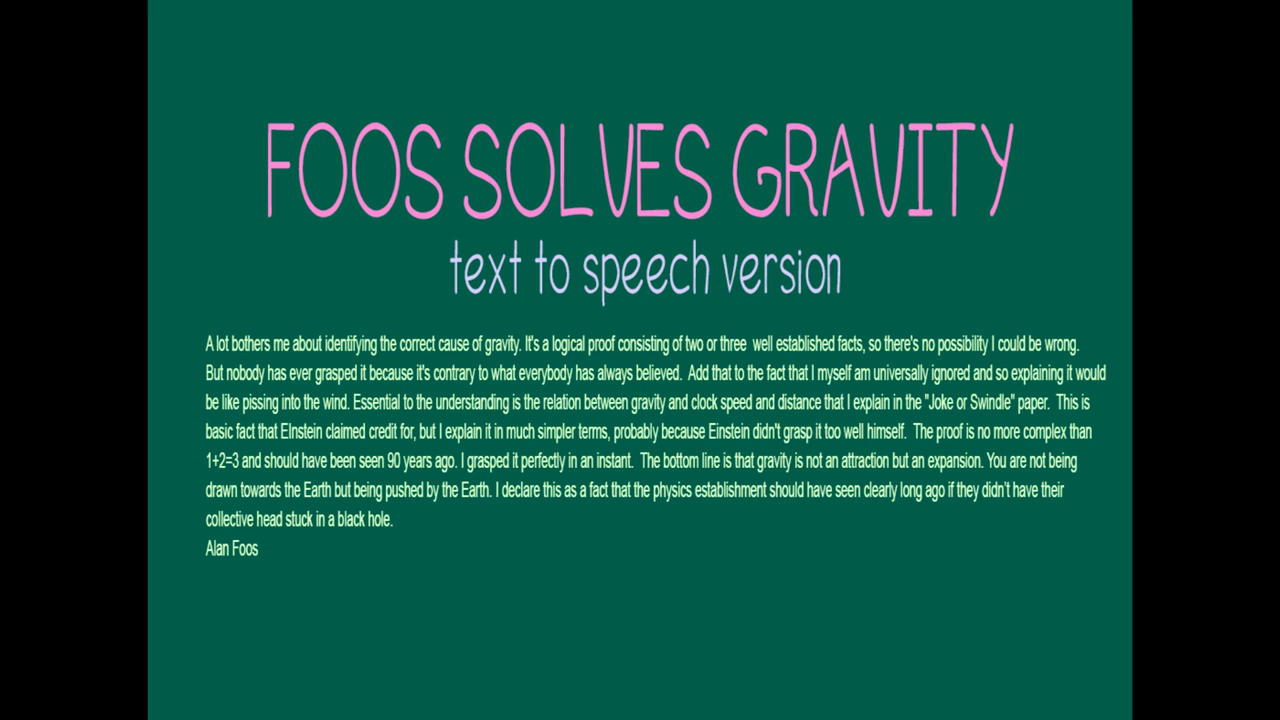 FOOS SOLVES GRAVITY
text to speech version
A lot bothers me about identifying the correct cause of gravity. It's a logical proof consisting of two or three  well established facts, so there's no possibility I could be wrong.
But nobody has ever grasped it because it's contrary to what everybody has always believed.  Add that to the fact that I myself am universally ignored and so explaining it would
be like pissing into the wind. Essential to the understanding is the relation between gravity and clock speed and distance that I explain in the "Joke or Swindle" paper.  This is
basic fact that EInstein claimed credit for, but I explain it in much simpler terms, probably because Einstein didn't grasp it too well himself.  The proof is no more complex than
1+2=3 and should have been seen 90 years ago. I grasped it perfectly in an instant.  The bottom line is that gravity is not an attraction but an expansion. You are not being
drawn towards the Earth but being pushed by the Earth. I declare this as a fact that the physics establishment should have seen clearly long ago if they didn't have their
collective head stuck in a black hole.
Alan Foos